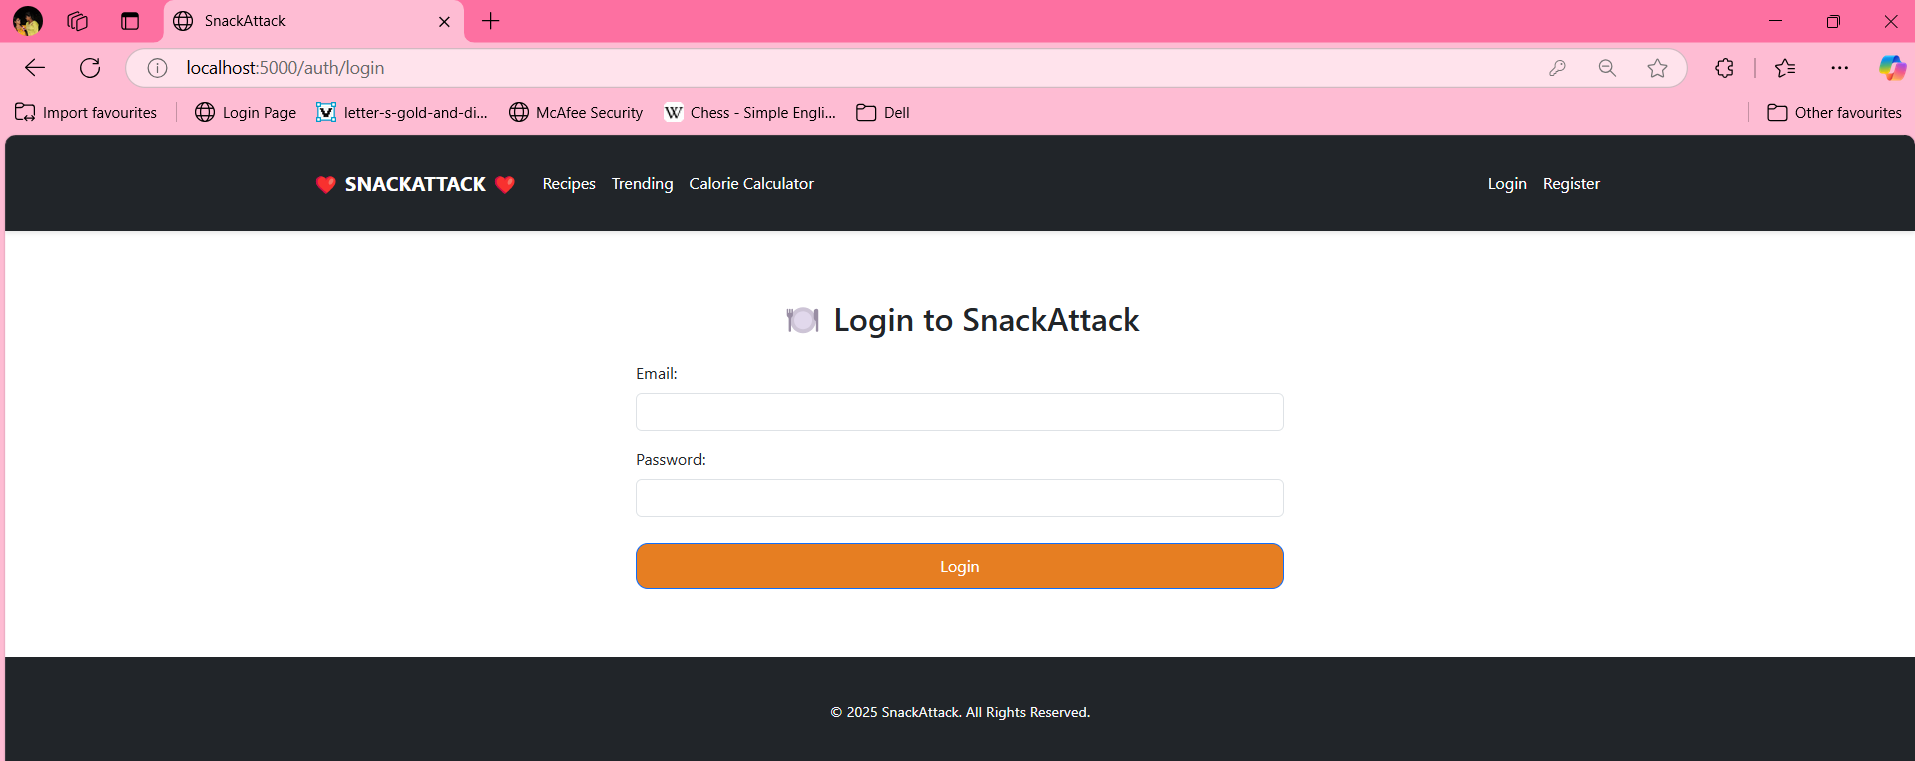 SnackAttack
localhost:5000/auth/login
Import favourites Login Page letter-s-gold-and-di... McAfee Security W Chess - Simple Engli... Dell Other favourites
❤️ SNACKATTACK ❤️ Recipes Trending Calorie Calculator Login Register
🍽️ Login to SnackAttack
Email:
Password:
Login
© 2025 SnackAttack. All Rights Reserved.